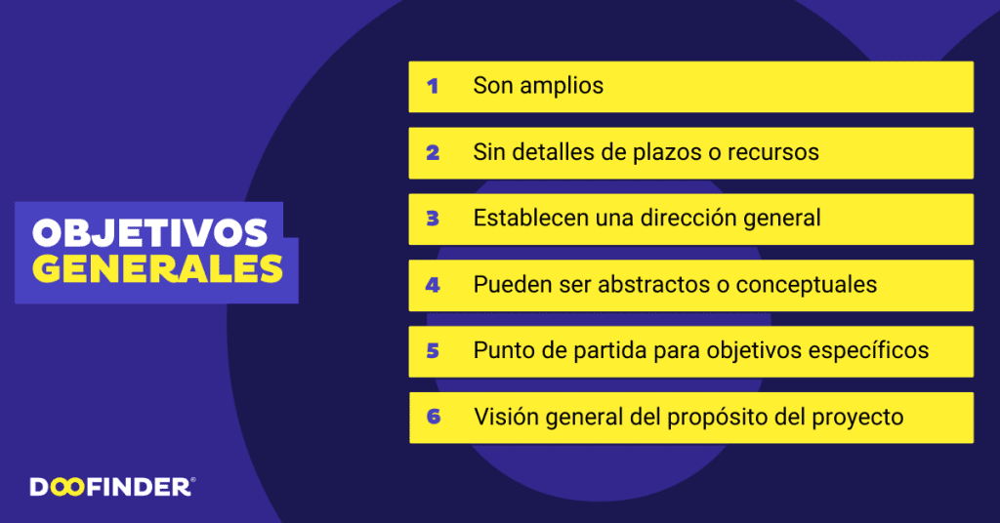 OBJETIVOS
GENERALES
1 Son amplios
2 Sin detalles de plazos o recursos
3 Establecen una dirección general
4 Pueden ser abstractos o conceptuales
5 Punto de partida para objetivos específicos
6 Visión general del propósito del proyecto
DOOFINDER®